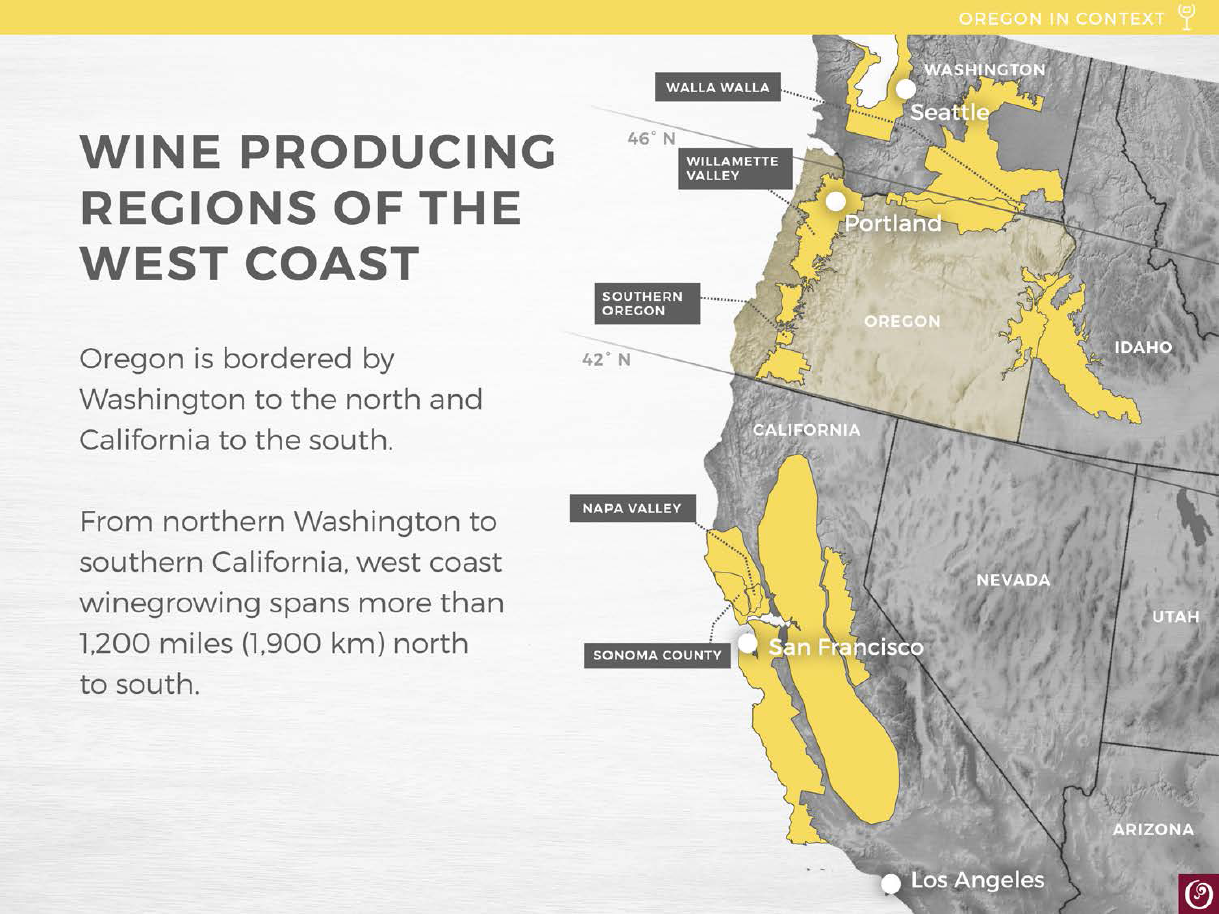 OREGON IN CONTEXT
WINE PRODUCING
REGIONS OF THE
WEST COAST
Oregon is bordered by
Washington to the north and
California to the south.
From northern Washington to
southern California, west coast
winegrowing spans more than
1,200 miles (1,900 km) north
to south.
WASHINGTON
WALLA WALLA
Seattle
46° N
WILLAMETTE
VALLEY
Portland
SOUTHERN
OREGON
OREGON
IDAHO
42° N
CALIFORNIA
NAPA VALLEY
NEVADA
UTAH
SONOMA COUNTY
San Francisco
ARIZONA
Los Angeles